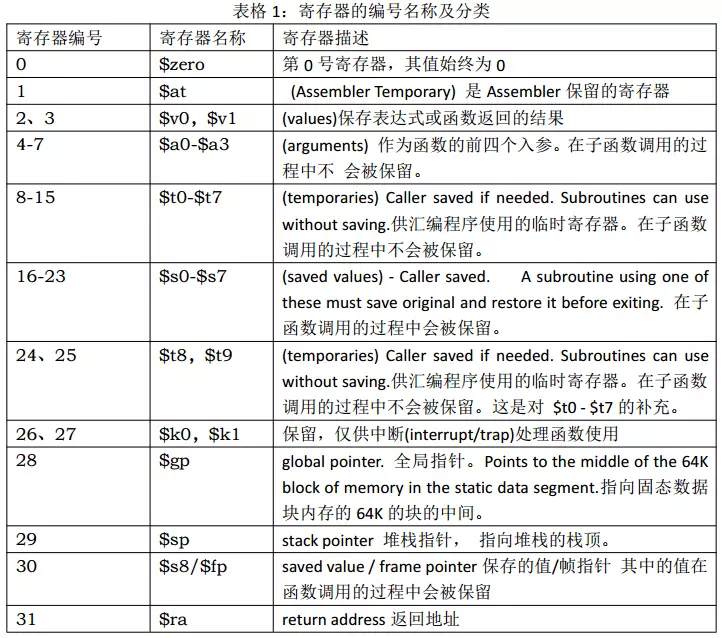 表格 1：寄存器的编号名称及分类
寄存器编号 寄存器名称 寄存器描述
0 $zero 第 0 号寄存器，其值始终为 0
1 $at (Assembler Temporary) 是 Assembler 保留的寄存器
2、3 $v0，$v1 (values)保存表达式或函数返回的结果
4-7 $a0-$a3 (arguments) 作为函数的前四个入参。在子函数调用的过
程中不 会被保留。
8-15 $t0-$t7 (temporaries) Caller saved if needed. Subroutines can use
without saving.供汇编程序使用的临时寄存器。在子函数
调用的过程中不会被保留。
16-23 $s0-$s7 (saved values) - Caller saved. A subroutine using one of
these must save original and restore it before exiting. 在子
函数调用的过程中会被保留。
24、25 $t8，$t9 (temporaries) Caller saved if needed. Subroutines can use
without saving.供汇编程序使用的临时寄存器。在子函数
调用的过程中不会被保留。这是对 $t0 - $t7 的补充。
26、27 $k0，$k1 保留，仅供中断(interrupt/trap)处理函数使用
28 $gp global pointer. 全局指针。Points to the middle of the 64K
block of memory in the static data segment.指向固态数据
块内存的 64K 的块的中间。
29 $sp stack pointer 堆栈指针， 指向堆栈的栈顶。
30 $s8/$fp saved value / frame pointer 保存的值/帧指针 其中的值在
函数调用的过程中会被保留
31 $ra return address 返回地址